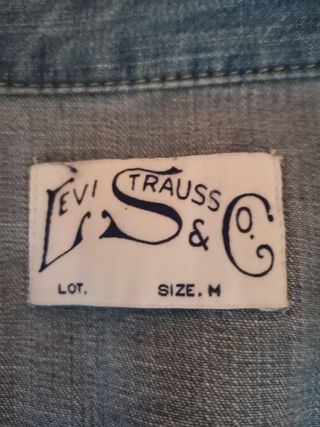 LEVI STRAUSS & CO.
LOT. SIZE. M